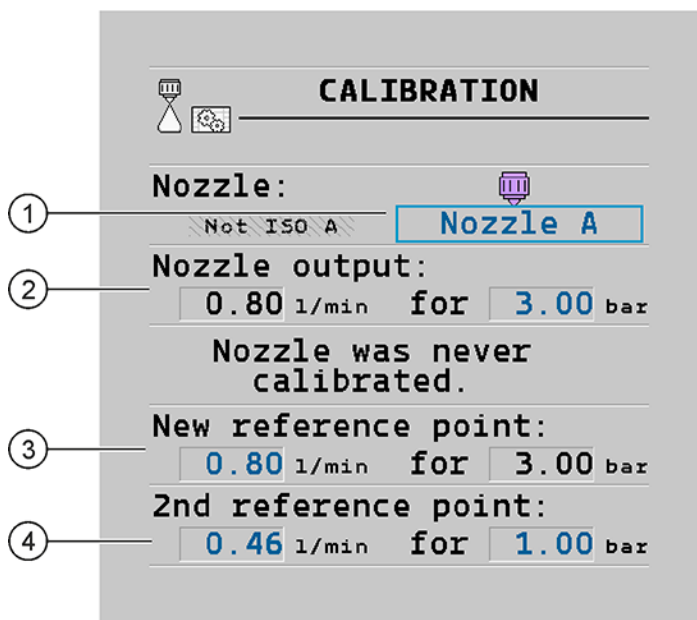 CALIBRATION
Nozzle:
1
Not ISO A Nozzle A
Nozzle output:
2
0.80 l/min for 3.00 bar
Nozzle was never
calibrated.
New reference point:
3
0.80 l/min for 3.00 bar
2nd reference point:
4
0.46 l/min for 1.00 bar